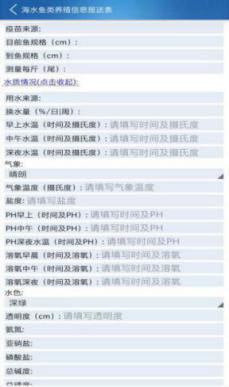 海水鱼类养殖信息报送表
疫苗来源:
目前鱼规格（cm）:
到鱼规格（cm）:
测量每斤（尾）:
水质情况(点击收起):
用水来源:
换水量（%/日|周）:
早上水温（时间及摄氏度）: 请填写时间及摄氏度
中午水温（时间及摄氏度）: 请填写时间及摄氏度
深夜水温（时间及摄氏度）: 请填写时间及摄氏度
气象:
晴朗
气象温度（摄氏度）: 请填写气象温度
盐度: 请填写盐度
PH早上（时间及PH）: 请填写时间及PH
PH中午（时间及PH）: 请填写时间及PH
PH深夜水温（时间及PH）: 请填写时间及PH
溶氧早晨（时间及溶氧）: 请填写时间及溶氧
溶氧中午（时间及溶氧）: 请填写时间及溶氧
溶氧深夜（时间及溶氧）: 请填写时间及溶氧
水色:
深绿
透明度（cm）: 请填写透明度
氨氮:
亚硝盐:
磷酸盐:
总碱度: